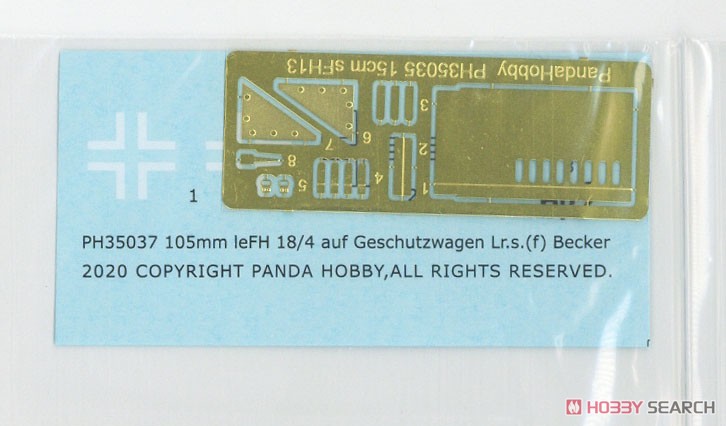 PandaHobby PH35035 15cm sFH13
3
6
7
2
8
4
5
1
1
PH35037 105mm leFH 18/4 auf Geschutzwagen Lr.s.(f) Becker
2020 COPYRIGHT PANDA HOBBY,ALL RIGHTS RESERVED.
HOBBY SEARCH